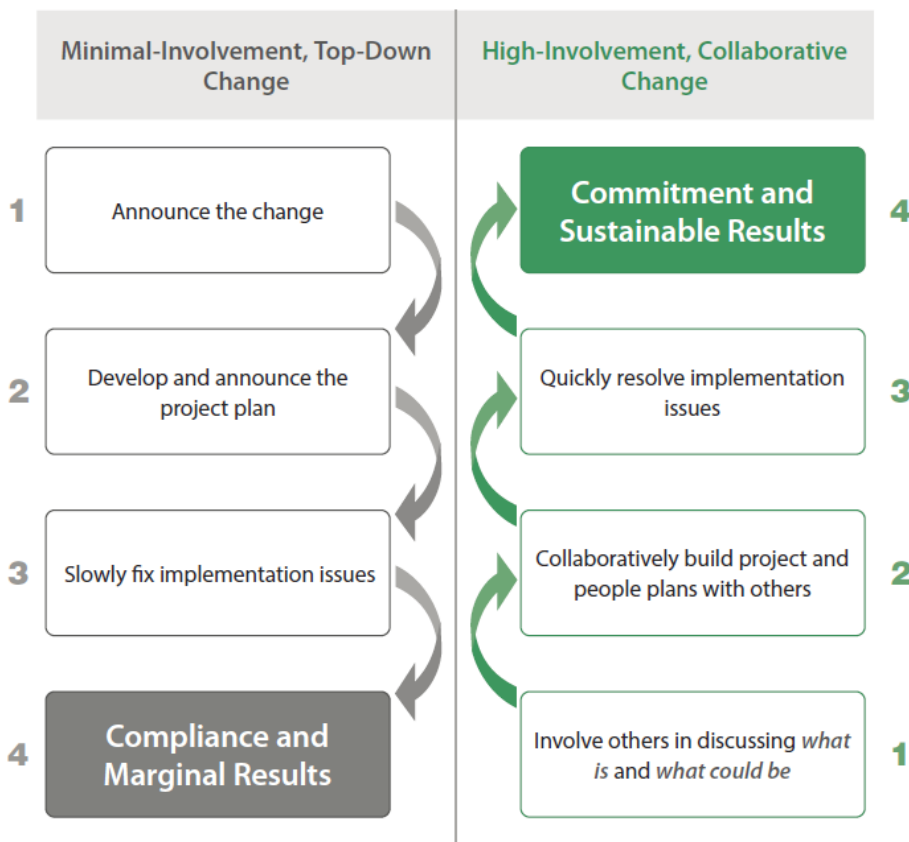 Minimal-Involvement, Top-Down
Change
High-Involvement, Collaborative
Change
1
Announce the change
2
Develop and announce the
project plan
3
Slowly fix implementation issues
4
Compliance and
Marginal Results
Commitment and
Sustainable Results
4
Quickly resolve implementation
issues
3
Collaboratively build project and
people plans with others
2
Involve others in discussing what
is and what could be
1